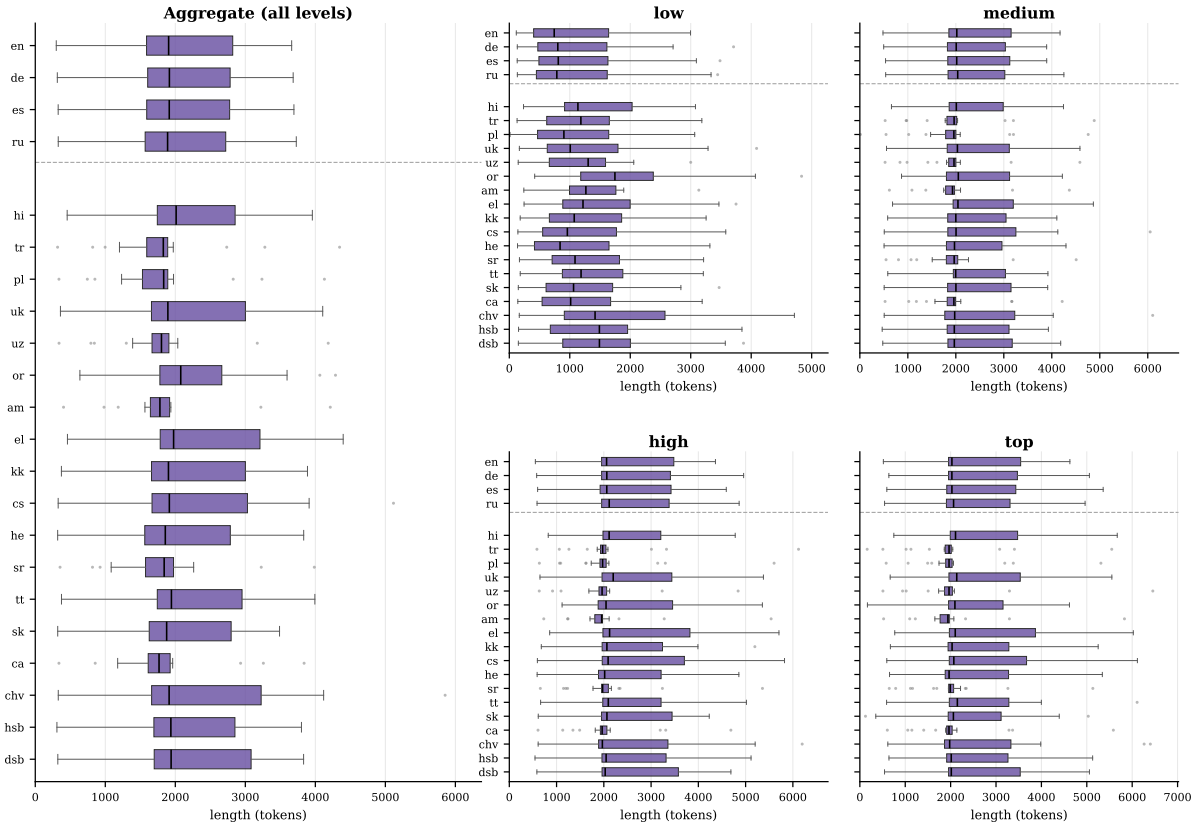 Aggregate (all levels)
en
de
es
ru
hi
tr
pl
uk
uz
or
am
el
kk
cs
he
sr
tt
sk
ca
chv
hsb
dsb
0 1000 2000 3000 4000 5000 6000
length (tokens)
low
en
de
es
ru
hi
tr
pl
uk
uz
or
am
el
kk
cs
he
sr
tt
sk
ca
chv
hsb
dsb
0 1000 2000 3000 4000 5000
length (tokens)
medium
0 1000 2000 3000 4000 5000 6000
length (tokens)
high
en
de
es
ru
hi
tr
pl
uk
uz
or
am
el
kk
cs
he
sr
tt
sk
ca
chv
hsb
dsb
0 1000 2000 3000 4000 5000 6000
length (tokens)
top
0 1000 2000 3000 4000 5000 6000 7000
length (tokens)